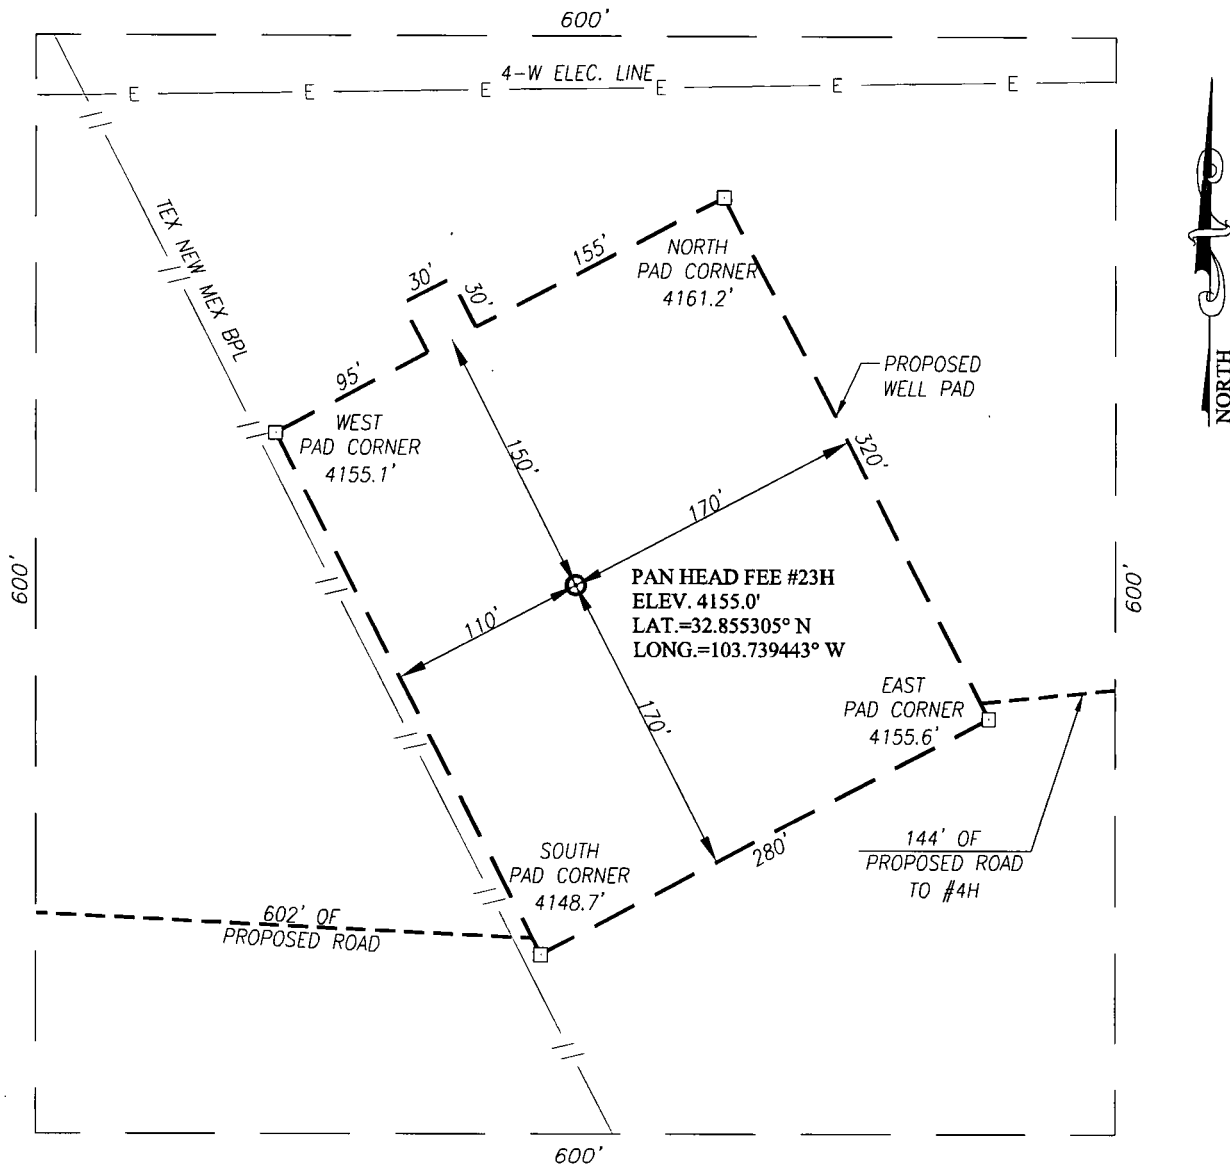 600'
4-W ELEC. LINE
E E E E E E
TEX NEW MEX BPL
NORTH
PAD CORNER
4161.2'
155'
30'
30'
95'
WEST
PAD CORNER
4155.1'
PROPOSED
WELL PAD
320'
150'
170'
NORTH
600'
600'
PAN HEAD FEE #23H
ELEV. 4155.0'
LAT.=32.855305° N
LONG.=103.739443° W
110'
170'
EAST
PAD CORNER
4155.6'
280'
144' OF
PROPOSED ROAD
TO #4H
SOUTH
PAD CORNER
4148.7'
602' OF
PROPOSED ROAD
600'